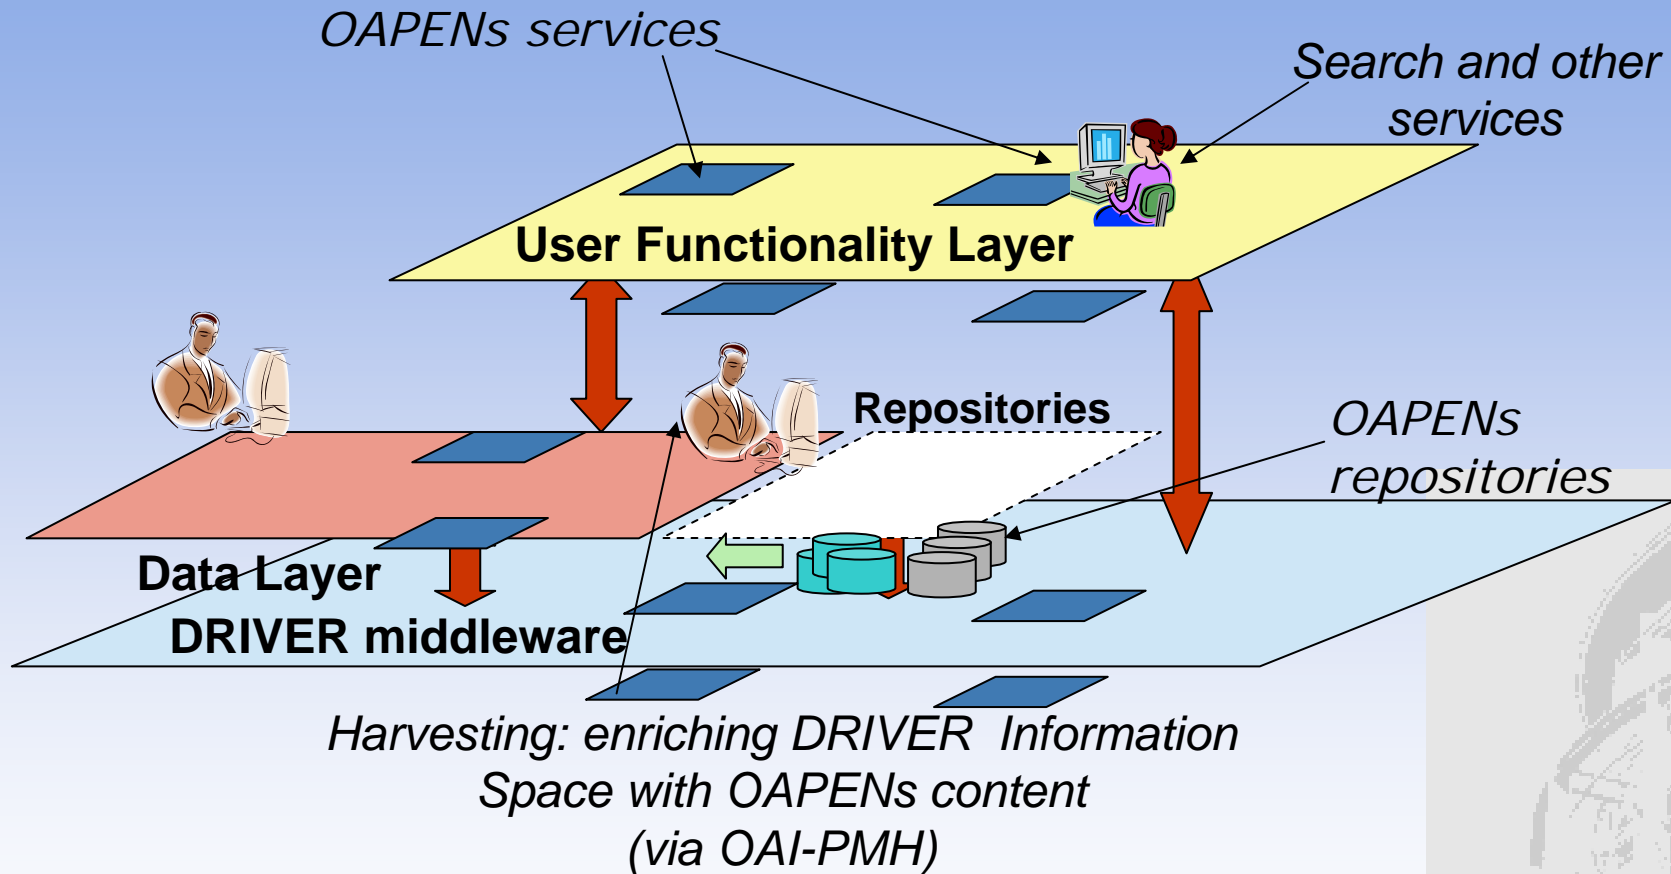 OAPENs services
Search and other
services
User Functionality Layer
Repositories
OAPENs
repositories
Data Layer
DRIVER middleware
Harvesting: enriching DRIVER Information
Space with OAPENs content
(via OAI-PMH)